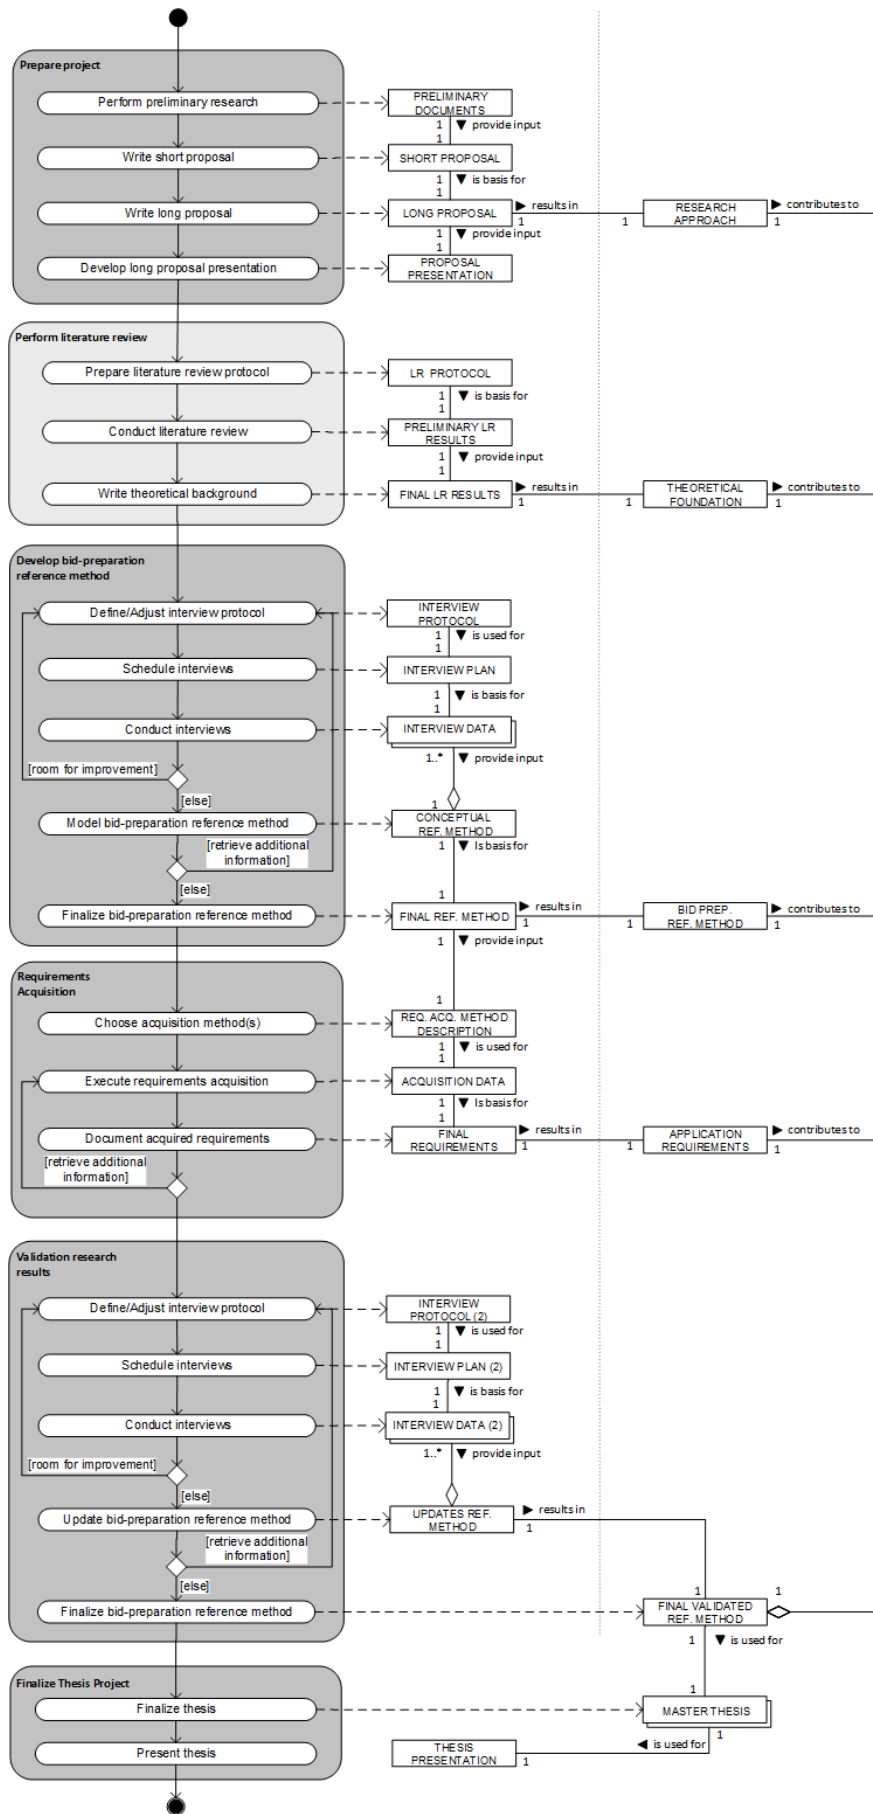 Prepare project
Perform preliminary research
PRELIMINARY
DOCUMENTS
1
▼ provide input
1
Write short proposal
SHORT PROPOSAL
1
▼ is basis for
1
Write long proposal
LONG PROPOSAL
► results in
1
1
RESEARCH
APPROACH
► contributes to
1
1
▼ provide input
1
Develop long proposal presentation
PROPOSAL
PRESENTATION
Perform literature review
Prepare literature review protocol
LR PROTOCOL
1
▼ is basis for
1
Conduct literature review
PRELIMINARY LR
RESULTS
1
▼ provide input
1
Write theoretical background
FINAL LR RESULTS
► results in
1
1
THEORETICAL
FOUNDATION
► contributes to
1
Develop bid-preparation
reference method
Define/Adjust interview protocol
INTERVIEW
PROTOCOL
1
▼ is used for
1
Schedule interviews
INTERVIEW PLAN
1
▼ is basis for
1
Conduct interviews
INTERVIEW DATA
1..*
▼ provide input
[room for improvement]
[else]
1
Model bid-preparation reference method
CONCEPTUAL
REF. METHOD
[retrieve additional
information]
1
▼ Is basis for
[else]
1
Finalize bid-preparation reference method
FINAL REF. METHOD
► results in
1
1
BID PREP.
REF. METHOD
► contributes to
1
1
▼ provide input
Requirements
Acquisition
1
Choose acquisition method(s)
REQ. ACQ. METHOD
DESCRIPTION
1
▼ is used for
1
Execute requirements acquisition
ACQUISITION DATA
1
▼ Is basis for
1
Document acquired requirements
FINAL
REQUIREMENTS
► results in
1
1
APPLICATION
REQUIREMENTS
► contributes to
1
[retrieve additional
information]
Validation research
results
Define/Adjust interview protocol
INTERVIEW
PROTOCOL (2)
1
▼ is used for
1
Schedule interviews
INTERVIEW PLAN (2)
1
▼ is basis for
1
Conduct interviews
INTERVIEW DATA (2)
1..*
▼ provide input
[room for improvement]
[else]
Update bid-preparation reference method
UPDATES REF.
METHOD
► results in
1
[retrieve additional
information]
[else]
1
1
Finalize bid-preparation reference method
FINAL VALIDATED
REF. METHOD
1
▼ is used for
Finalize Thesis Project
1
Finalize thesis
MASTER THESIS
1
◄ is used for
Present thesis
THESIS
PRESENTATION
1